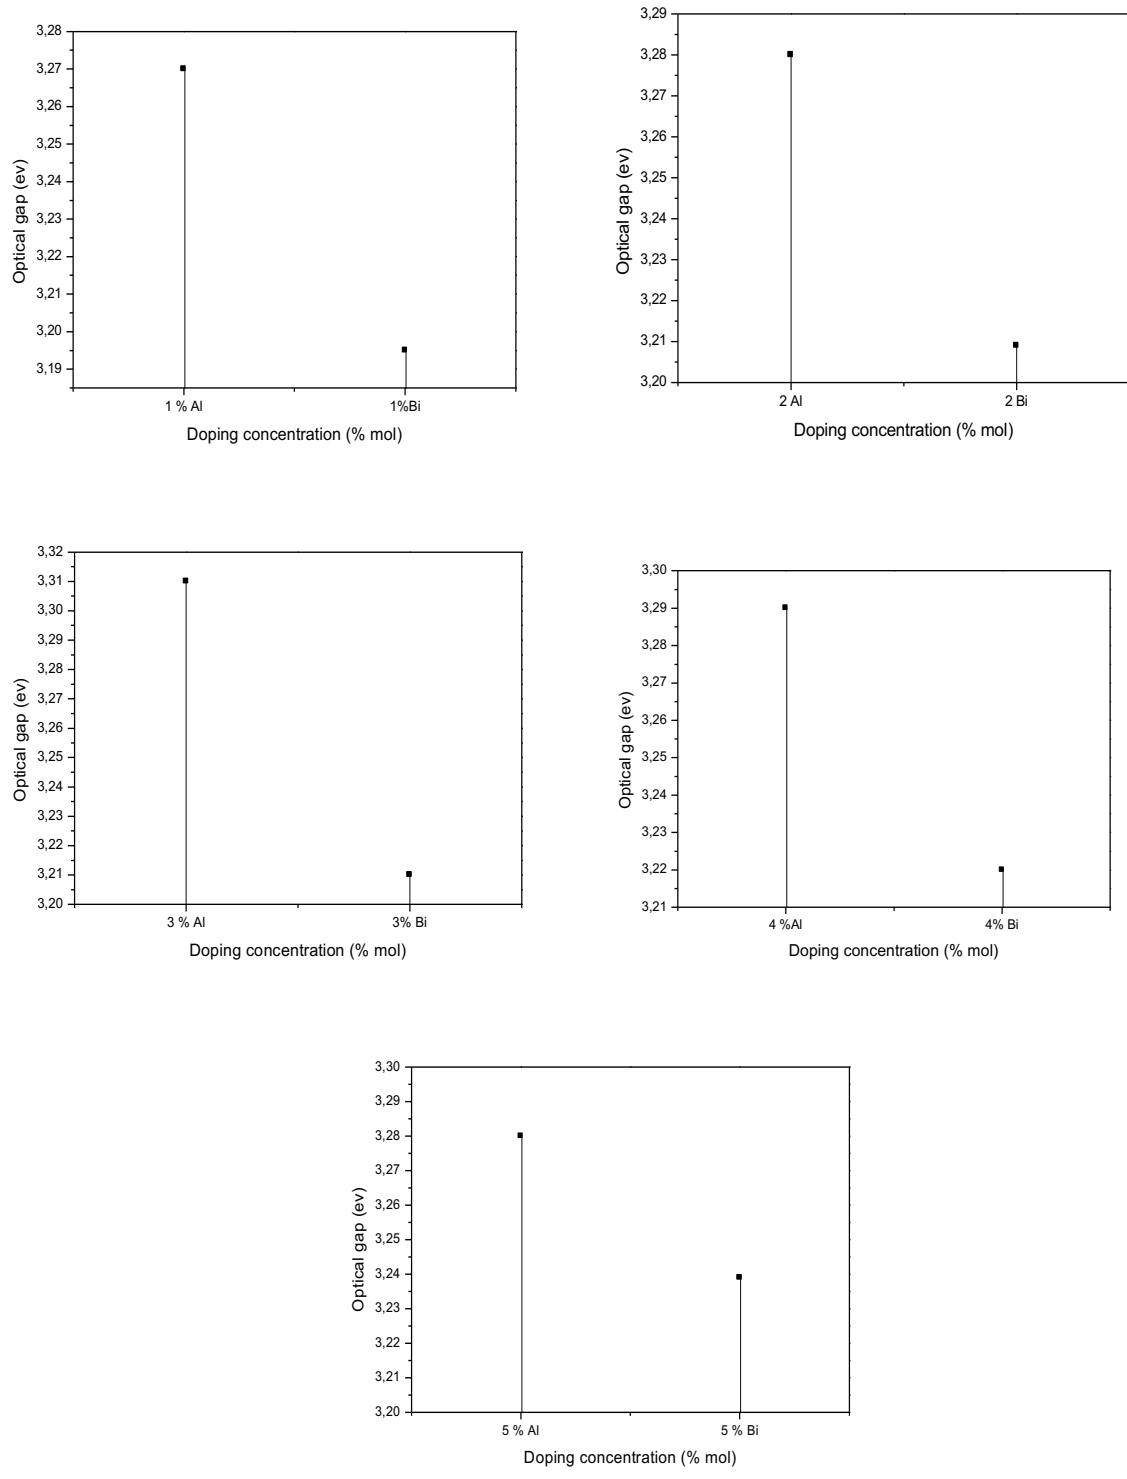 3,28
3,27
3,26
3,25
3,24
3,23
3,22
3,21
3,20
3,19
Optical gap (ev)
1 % Al
1%Bi
Doping concentration (% mol)
3,29
3,28
3,27
3,26
3,25
3,24
3,23
3,22
3,21
3,20
Optical gap (ev)
2 Al
2 Bi
Doping concentration (% mol)
3,32
3,31
3,30
3,29
3,28
3,27
3,26
3,25
3,24
3,23
3,22
3,21
3,20
Optical gap (ev)
3 % Al
3% Bi
Doping concentration (% mol)
3,30
3,29
3,28
3,27
3,26
3,25
3,24
3,23
3,22
3,21
Optical gap (ev)
4 %Al
4% Bi
Doping concentration (% mol)
3,30
3,29
3,28
3,27
3,26
3,25
3,24
3,23
3,22
3,21
3,20
Optical gap (ev)
5 % Al
5 % Bi
Doping concentration (% mol)